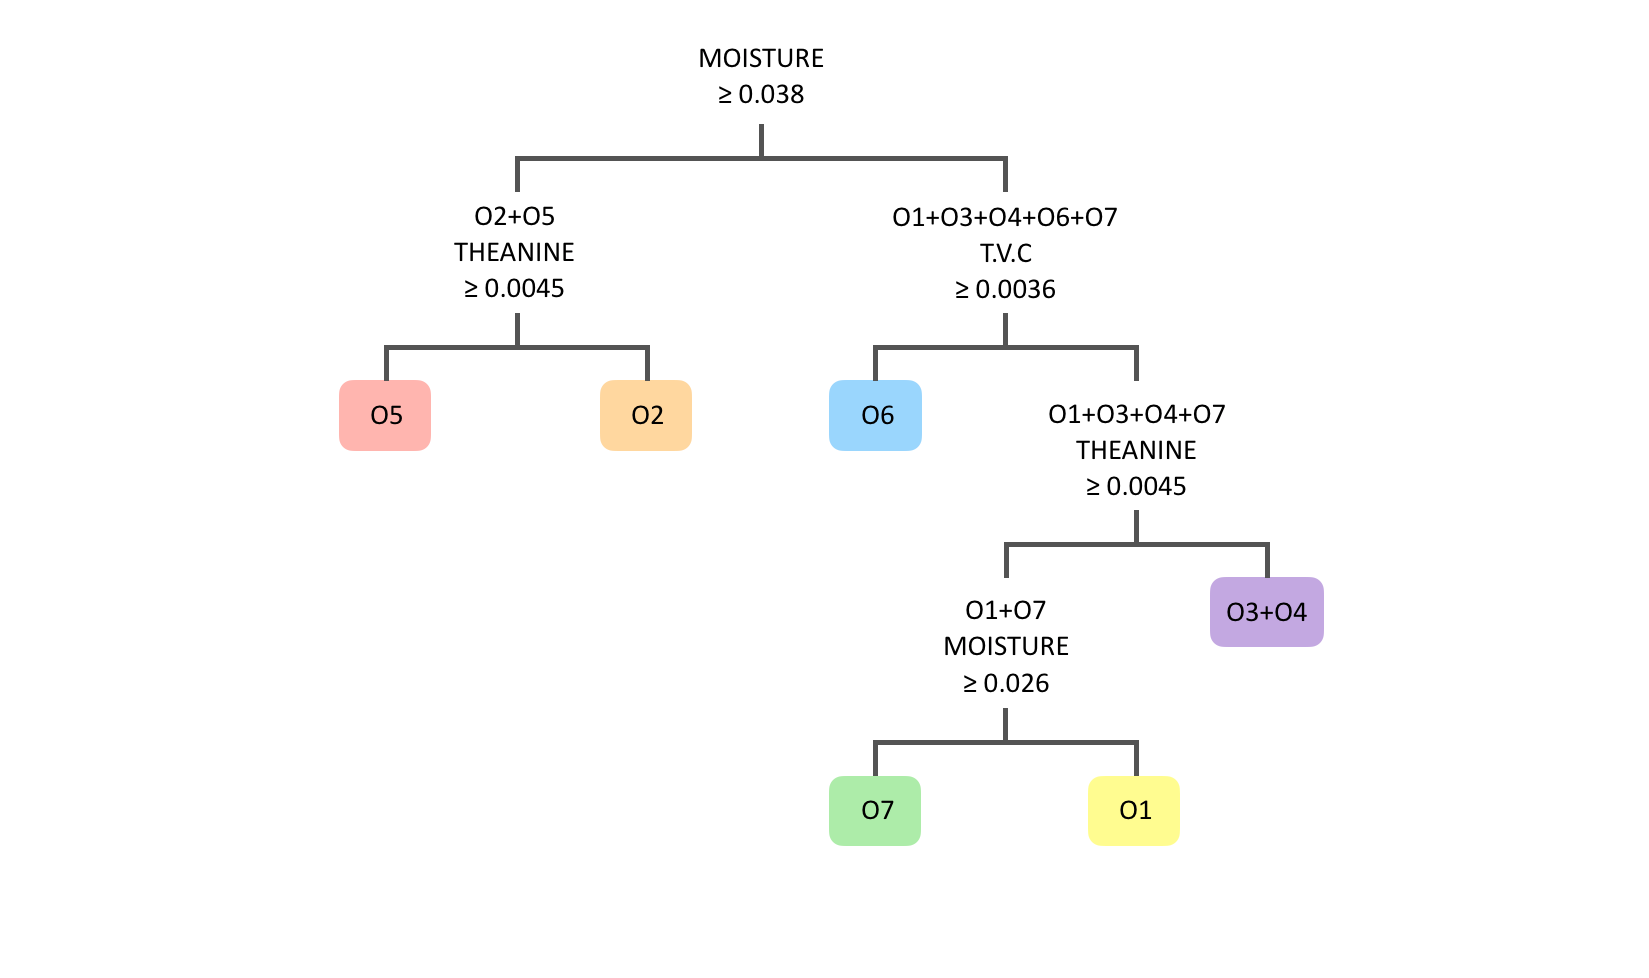 MOISTURE
≥ 0.038
O2+O5
THEANINE
≥ 0.0045
O1+O3+O4+O6+O7
T.V.C
≥ 0.0036
O5
O2
O6
O1+O3+O4+O7
THEANINE
≥ 0.0045
O1+O7
MOISTURE
≥ 0.026
O3+O4
O7
O1